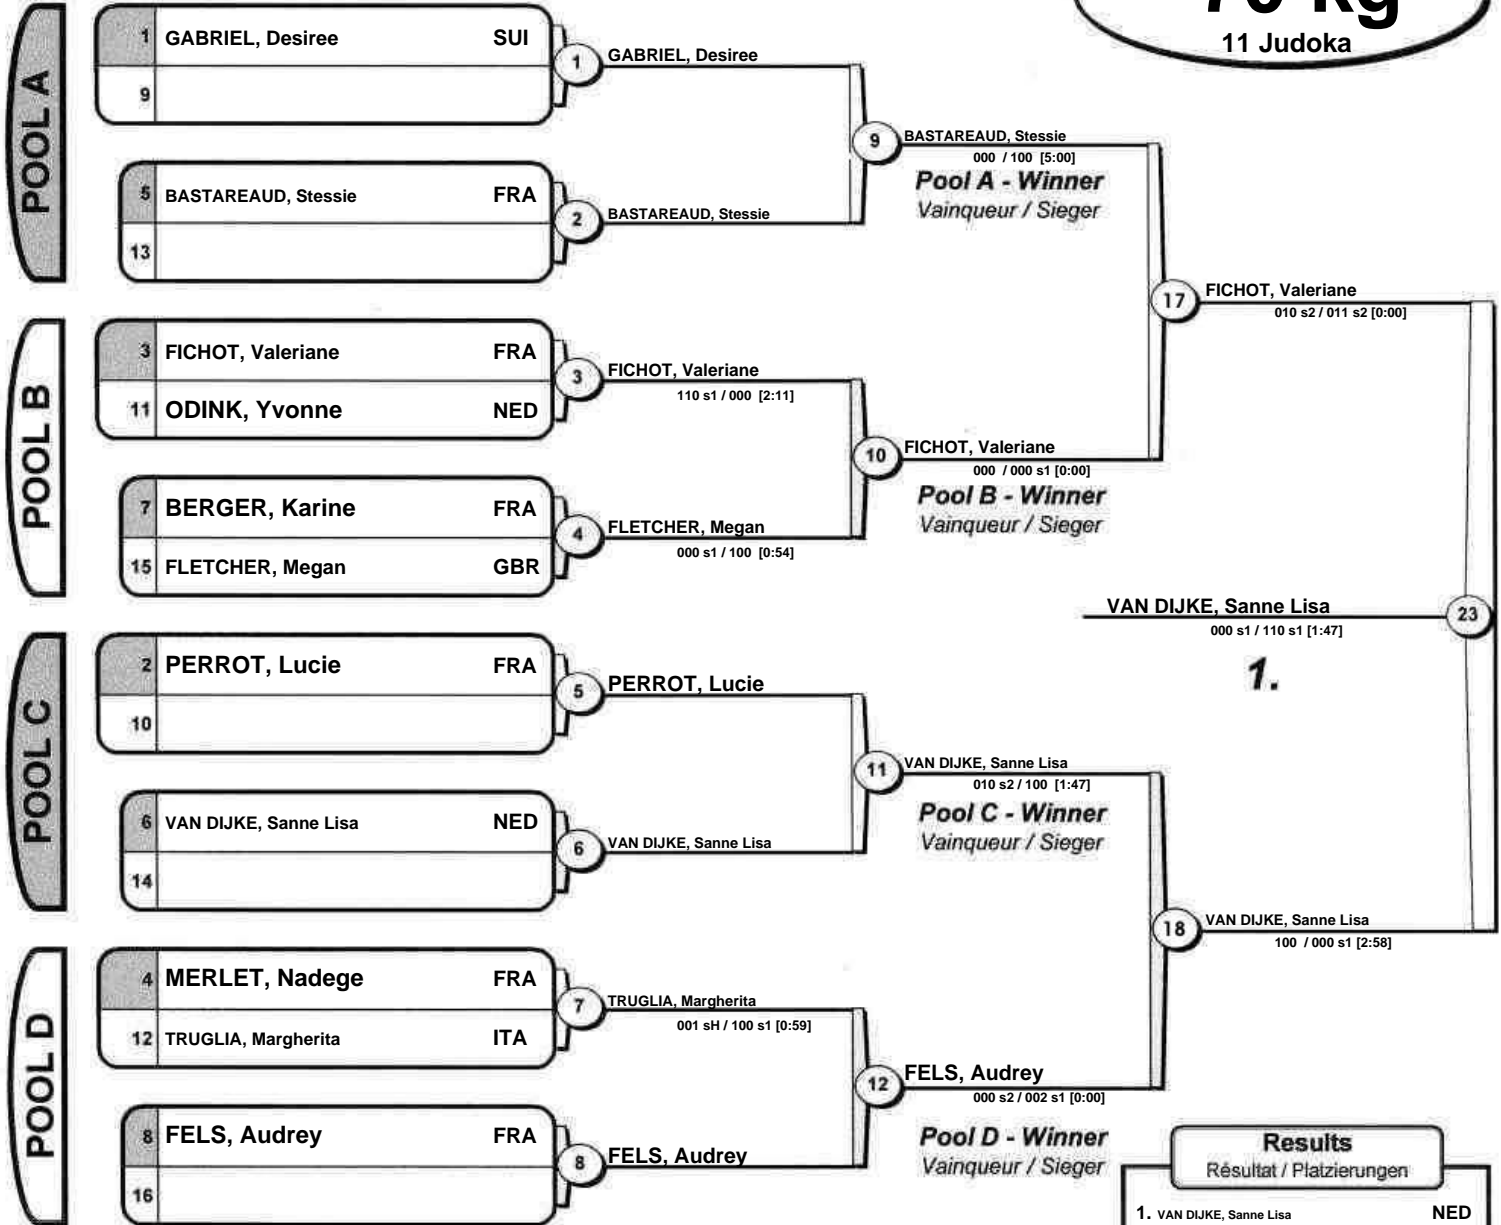 70 kg
11 Judoka
POOL A
1 GABRIEL, Desiree SUI
9
5 BASTAREAUD, Stessie FRA
13
1 GABRIEL, Desiree
2 BASTAREAUD, Stessie
9 BASTAREAUD, Stessie
000 / 100 [5:00]
Pool A - Winner
Vainqueur / Sieger
POOL B
3 FICHOT, Valeriane FRA
11 ODINK, Yvonne NED
7 BERGER, Karine FRA
15 FLETCHER, Megan GBR
3 FICHOT, Valeriane
110 s1 / 000 [2:11]
4 FLETCHER, Megan
000 s1 / 100 [0:54]
10 FICHOT, Valeriane
000 / 000 s1 [0:00]
Pool B - Winner
Vainqueur / Sieger
17 FICHOT, Valeriane
010 s2 / 011 s2 [0:00]
POOL C
2 PERROT, Lucie FRA
10
6 VAN DIJKE, Sanne Lisa NED
14
5 PERROT, Lucie
6 VAN DIJKE, Sanne Lisa
11 VAN DIJKE, Sanne Lisa
010 s2 / 100 [1:47]
Pool C - Winner
Vainqueur / Sieger
POOL D
4 MERLET, Nadege FRA
12 TRUGLIA, Margherita ITA
8 FELS, Audrey FRA
16
7 TRUGLIA, Margherita
001 sH / 100 s1 [0:59]
8 FELS, Audrey
12 FELS, Audrey
000 s2 / 002 s1 [0:00]
Pool D - Winner
Vainqueur / Sieger
18 VAN DIJKE, Sanne Lisa
100 / 000 s1 [2:58]
VAN DIJKE, Sanne Lisa 23
000 s1 / 110 s1 [1:47]
1.
Results
Résultat / Platzierungen
1. VAN DIJKE, Sanne Lisa NED